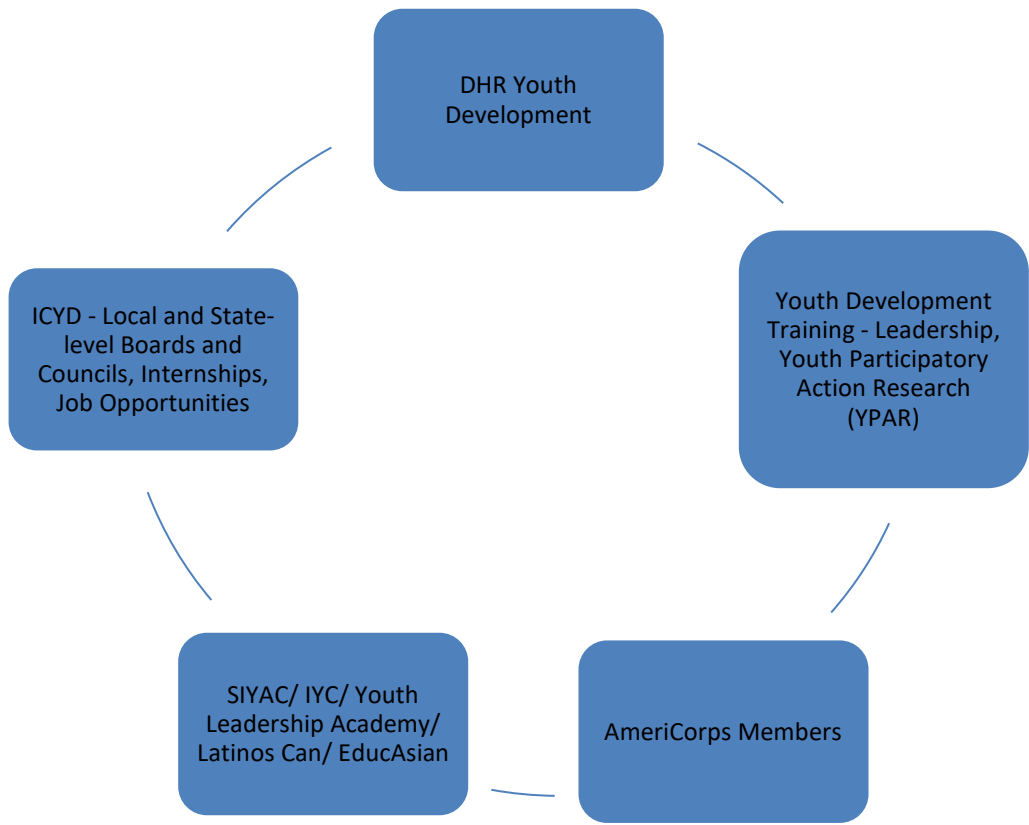 DHR Youth
Development
Youth Development
Training - Leadership,
Youth Participatory
Action Research
(YPAR)
AmeriCorps Members
SIYAC/ IYC/ Youth
Leadership Academy/
Latinos Can/ EducAsian
ICYD - Local and State-
level Boards and
Councils, Internships,
Job Opportunities